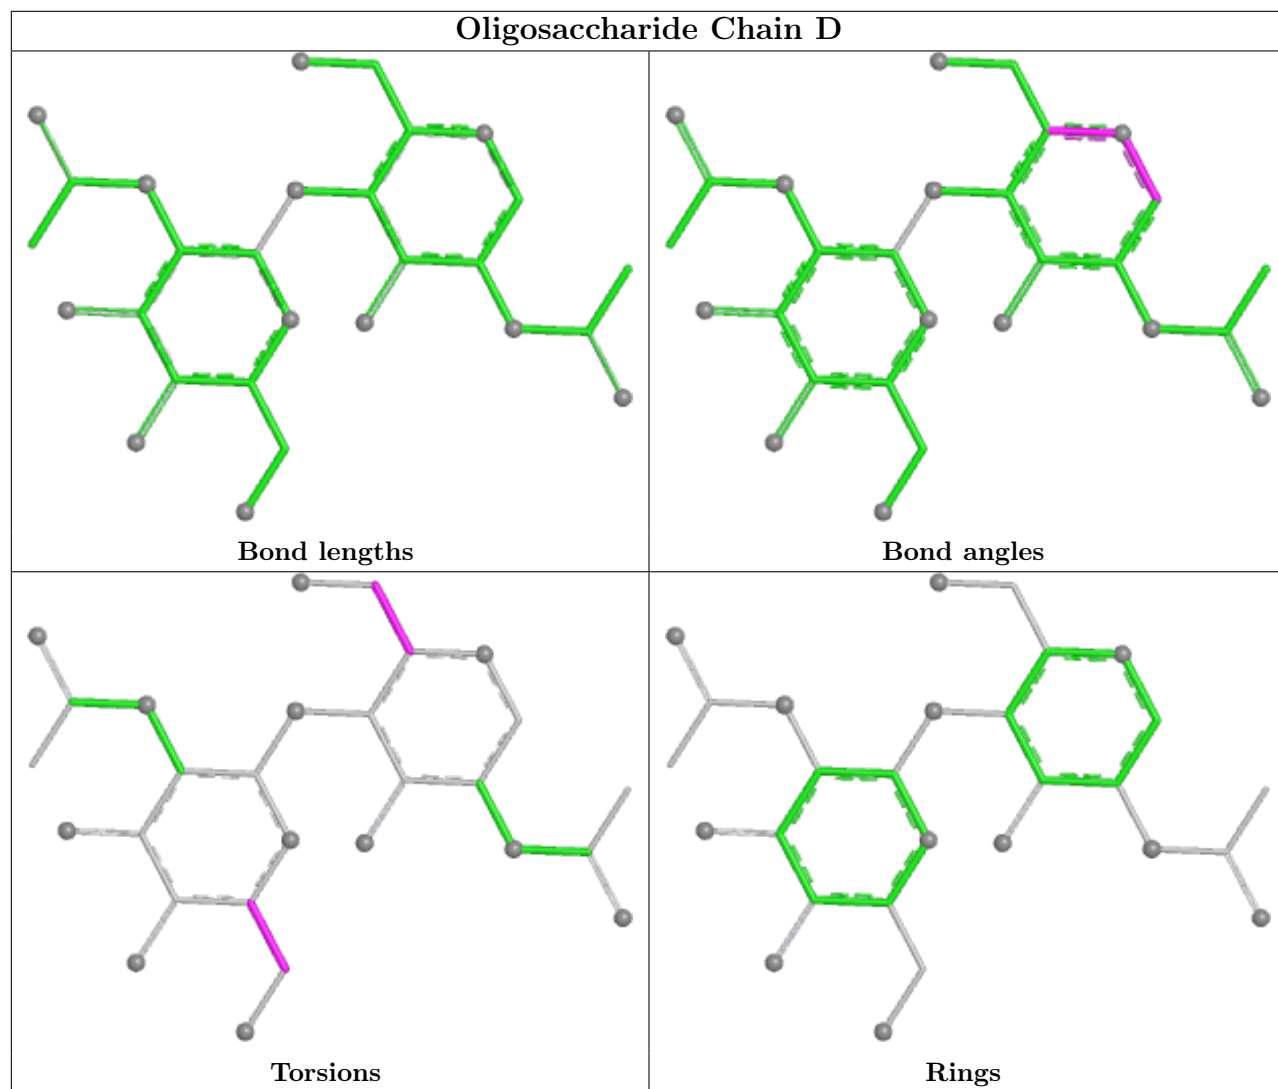 Oligosaccharide Chain D
Bond lengths
Bond angles
Torsions
Rings